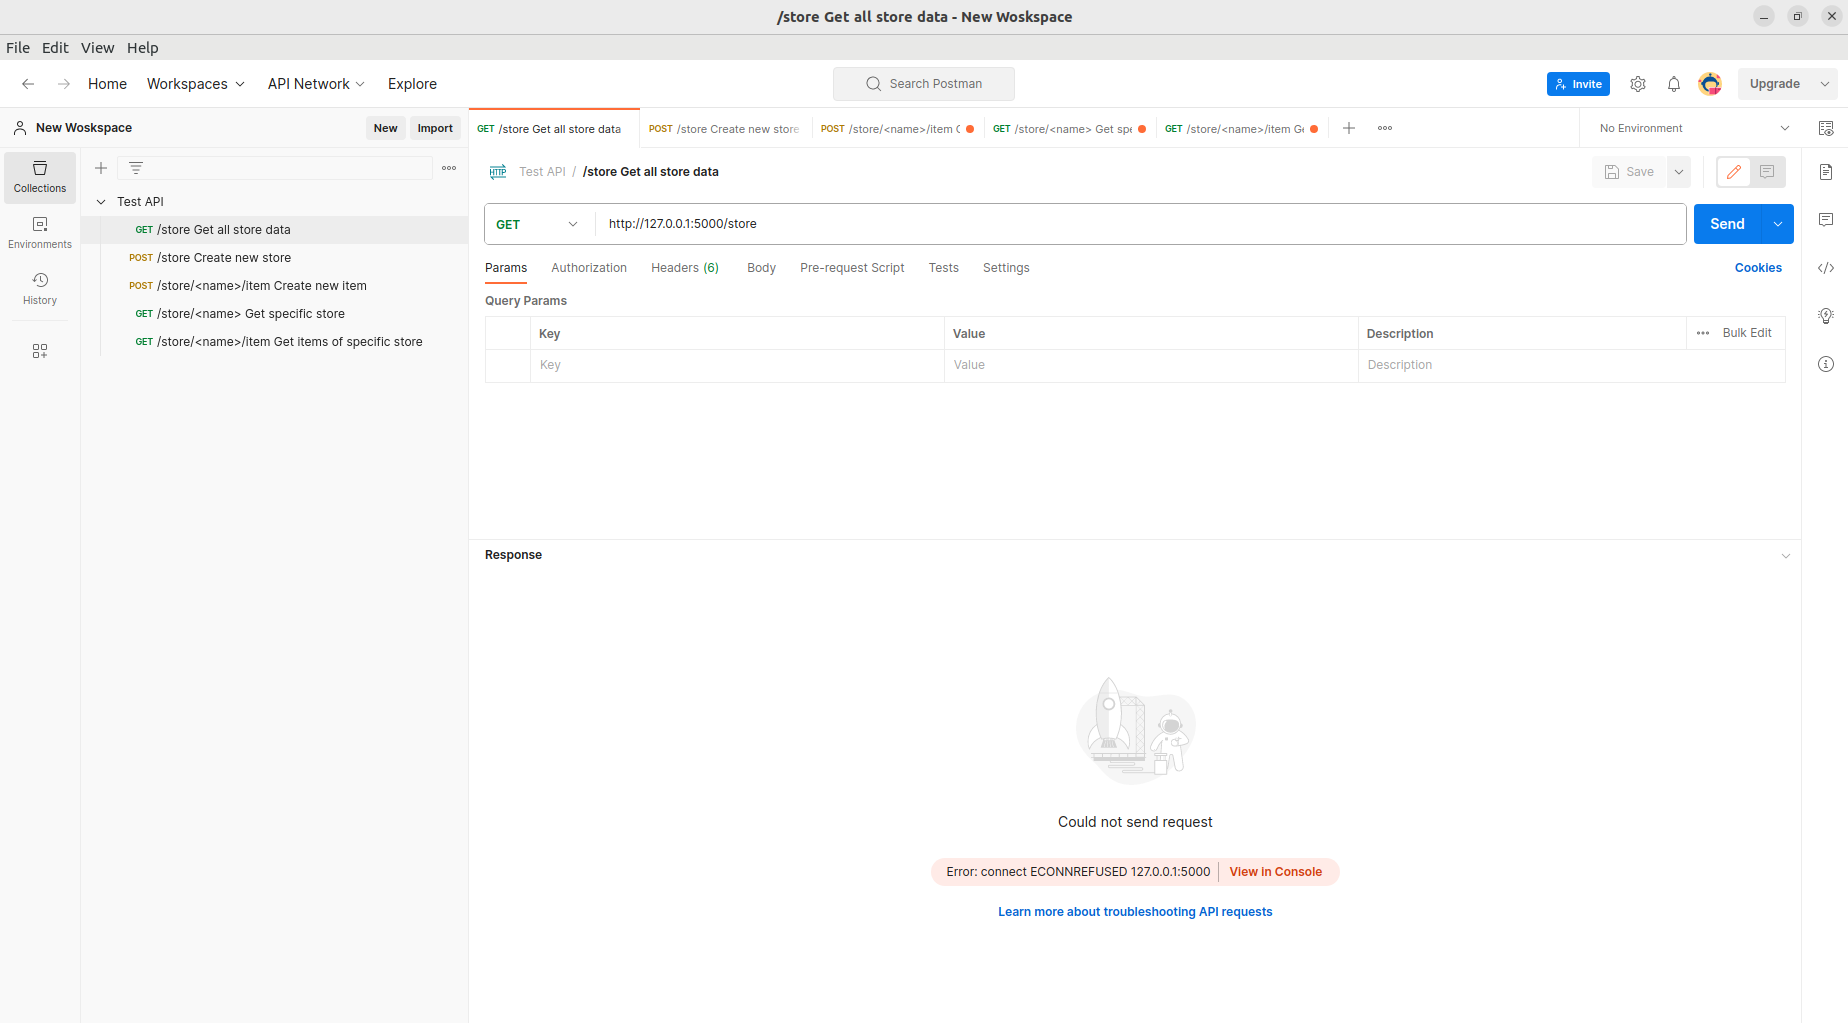 /store Get all store data - New Woskspace
File Edit View Help
Home Workspaces API Network Explore
Search Postman
Invite
Upgrade
New Woskspace
New Import
GET /store Get all store data
POST /store Create new store
POST /store/<name>/item C
GET /store/<name> Get spe
GET /store/<name>/item Ge
No Environment
Collections
Environments
History
Test API
GET /store Get all store data
POST /store Create new store
POST /store/<name>/item Create new item
GET /store/<name> Get specific store
GET /store/<name>/item Get items of specific store
HTTP Test API / /store Get all store data
Save
GET http://127.0.0.1:5000/store
Send
Params Authorization Headers (6) Body Pre-request Script Tests Settings
Cookies
Query Params
Key Value Description Bulk Edit
Key Value Description
Response
Could not send request
Error: connect ECONNREFUSED 127.0.0.1:5000 View in Console
Learn more about troubleshooting API requests